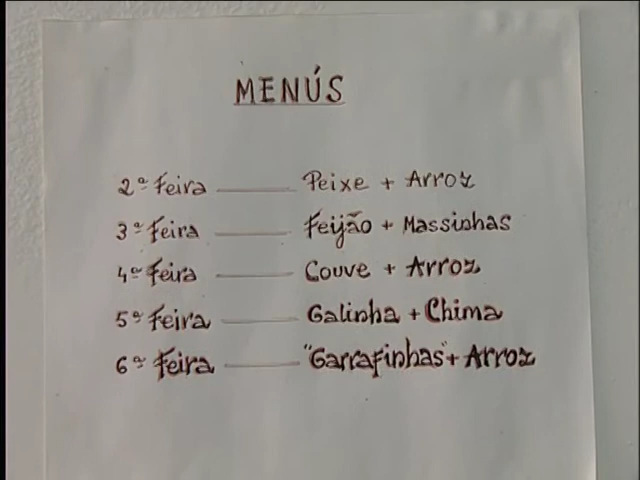 MENÚS
2ª Feira —— Peixe + Arroz
3ª Feira —— Feijão + Massinhas
4ª Feira —— Couve + Arroz
5ª Feira —— Galinha + Chima
6ª Feira —— "Garrafinhas" + Arroz